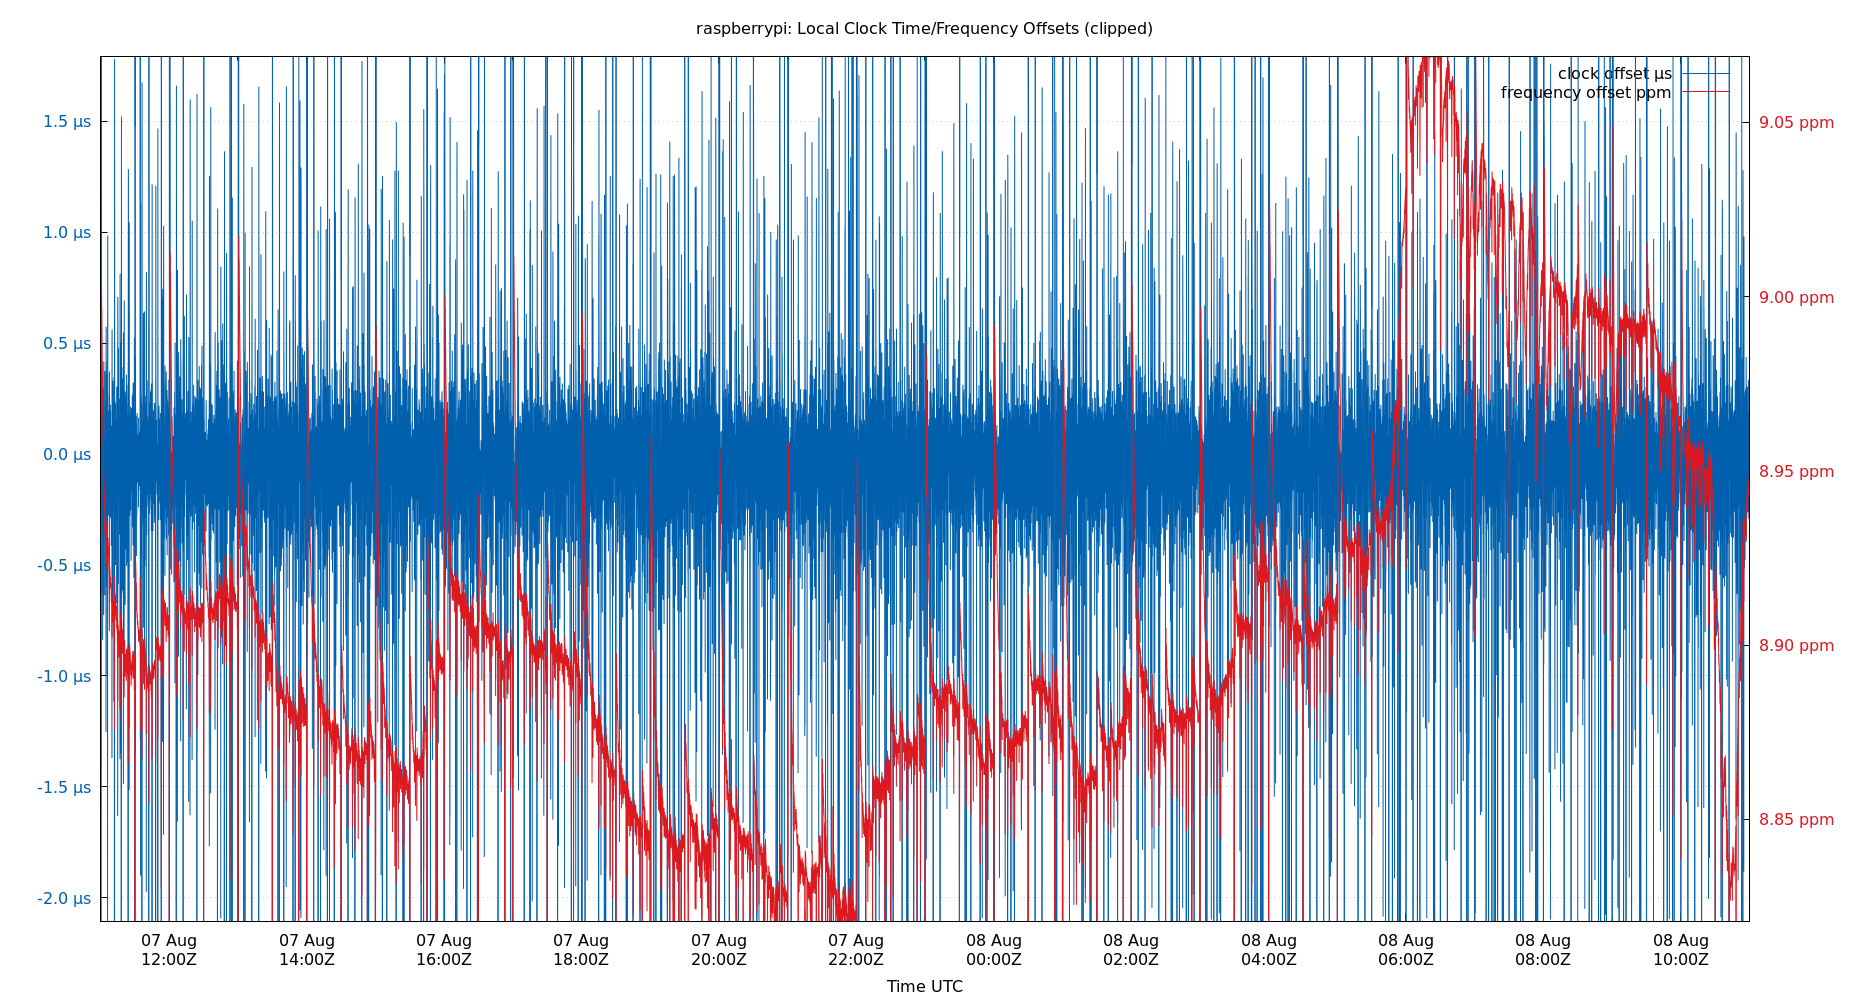 raspberrypi: Local Clock Time/Frequency Offsets (clipped)
clock offset µs
frequency offset ppm
1.5 µs
1.0 µs
0.5 µs
0.0 µs
-0.5 µs
-1.0 µs
-1.5 µs
-2.0 µs
9.05 ppm
9.00 ppm
8.95 ppm
8.90 ppm
8.85 ppm
07 Aug 07 Aug 07 Aug 07 Aug 07 Aug 07 Aug 08 Aug 08 Aug 08 Aug 08 Aug 08 Aug 08 Aug
12:00Z 14:00Z 16:00Z 18:00Z 20:00Z 22:00Z 00:00Z 02:00Z 04:00Z 06:00Z 08:00Z 10:00Z
Time UTC